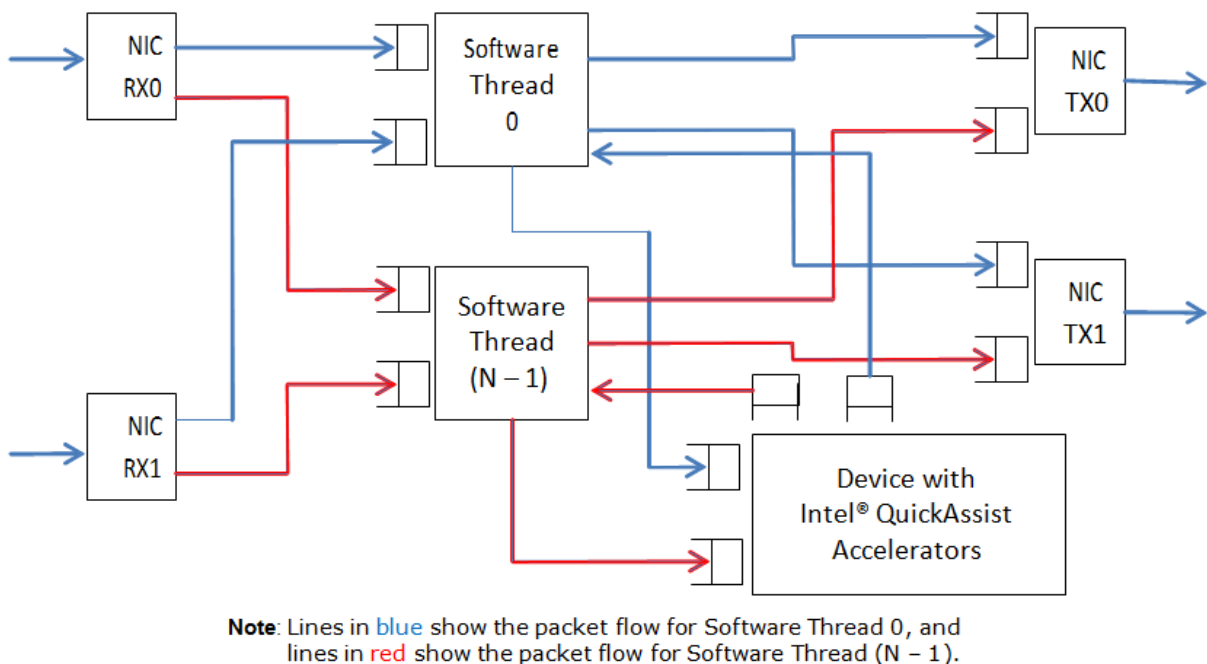 NIC
RX0
Software
Thread
0
NIC
TX0
Software
Thread
(N – 1)
NIC
TX1
NIC
RX1
Device with
Intel® QuickAssist
Accelerators
Note: Lines in blue show the packet flow for Software Thread 0, and
lines in red show the packet flow for Software Thread (N – 1).